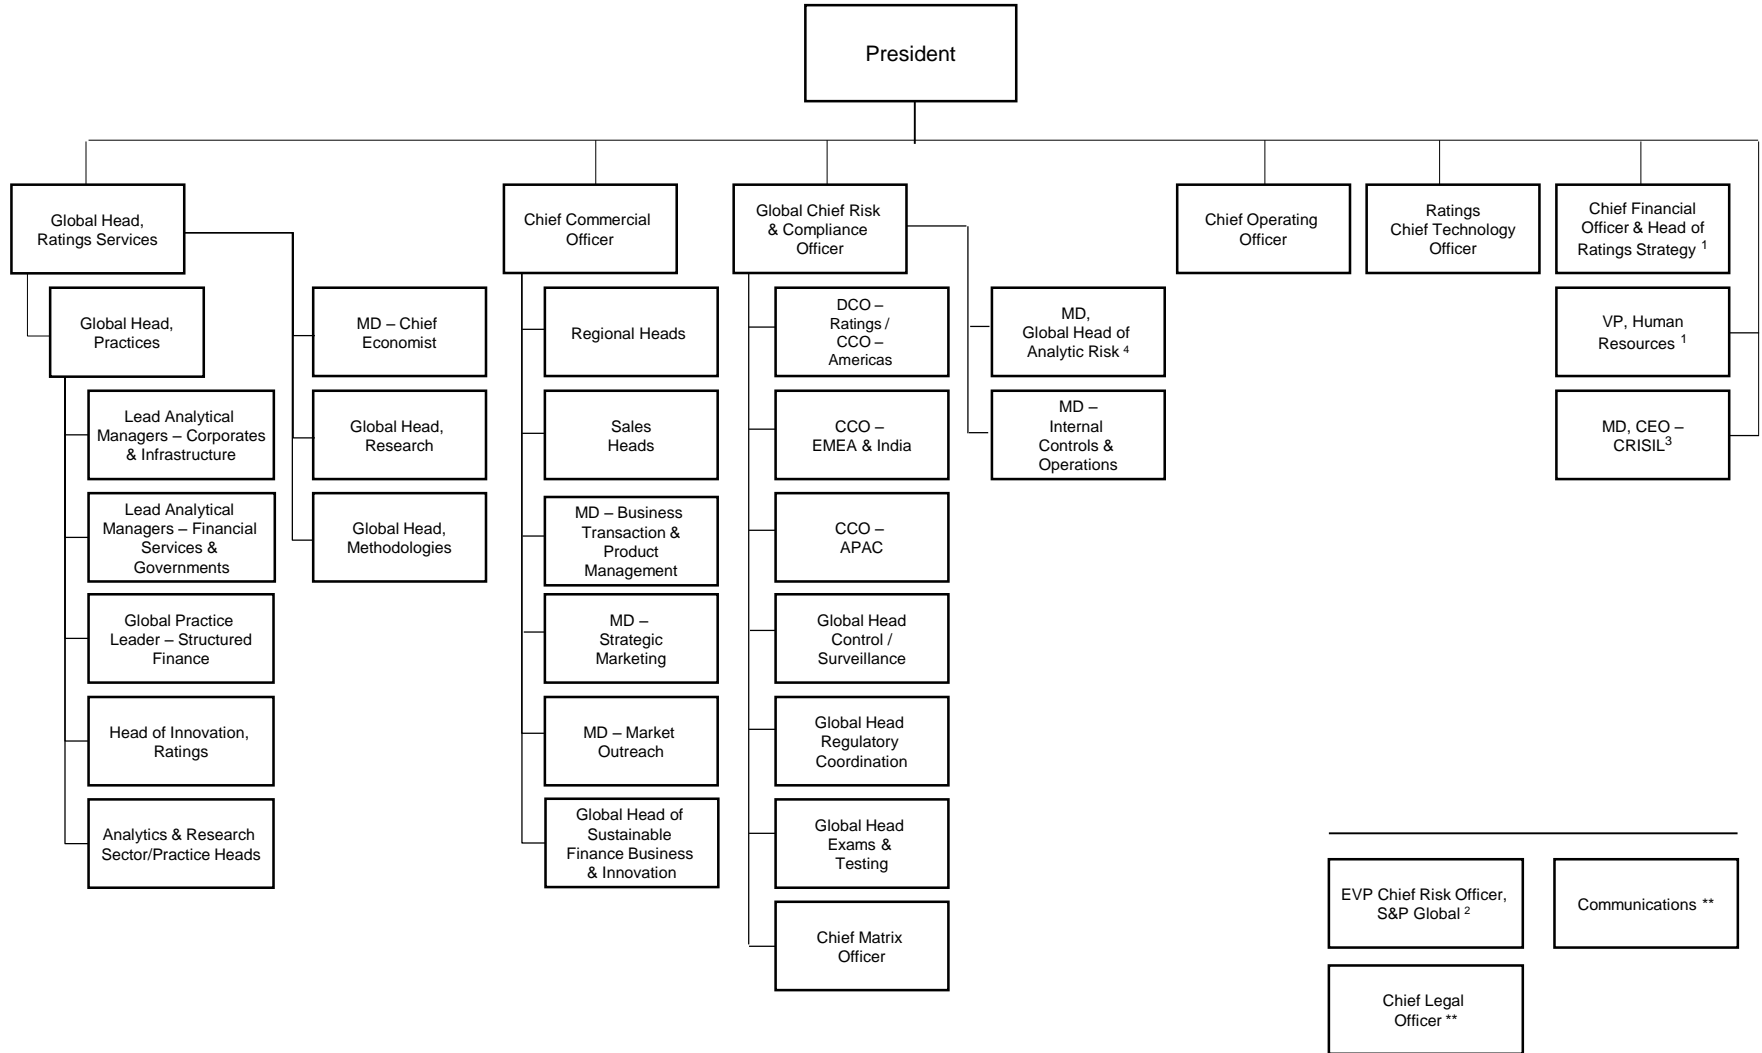 President
Global Head,
Ratings Services
Chief Commercial
Officer
Global Chief Risk
& Compliance
Officer
Chief Operating
Officer
Ratings
Chief Technology
Officer
Chief Financial
Officer & Head of
Ratings Strategy 1
Global Head,
Practices
MD – Chief
Economist
Regional Heads
DCO –
Ratings /
CCO –
Americas
MD,
Global Head of
Analytic Risk 4
VP, Human
Resources 1
Lead Analytical
Managers – Corporates
& Infrastructure
Global Head,
Research
Sales
Heads
CCO –
EMEA & India
MD –
Internal
Controls &
Operations
MD, CEO –
CRISIL3
Lead Analytical
Managers – Financial
Services &
Governments
Global Head,
Methodologies
MD – Business
Transaction &
Product
Management
CCO –
APAC
Global Practice
Leader – Structured
Finance
MD –
Strategic
Marketing
Global Head
Control /
Surveillance
Head of Innovation,
Ratings
MD – Market
Outreach
Global Head
Regulatory
Coordination
Analytics & Research
Sector/Practice Heads
Global Head of
Sustainable
Finance Business
& Innovation
Global Head
Exams &
Testing
EVP Chief Risk Officer,
S&P Global 2
Communications **
Chief Matrix
Officer
Chief Legal
Officer **